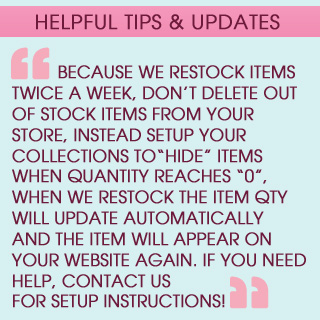 HELPFUL TIPS & UPDATES
“ BECAUSE WE RESTOCK ITEMS
TWICE A WEEK, DON'T DELETE OUT
OF STOCK ITEMS FROM YOUR
STORE, INSTEAD SETUP YOUR
COLLECTIONS TO“HIDE” ITEMS
WHEN QUANTITY REACHES “0”,
WHEN WE RESTOCK THE ITEM QTY
WILL UPDATE AUTOMATICALLY
AND THE ITEM WILL APPEAR ON
YOUR WEBSITE AGAIN. IF YOU NEED
HELP, CONTACT US
FOR SETUP INSTRUCTIONS! ”